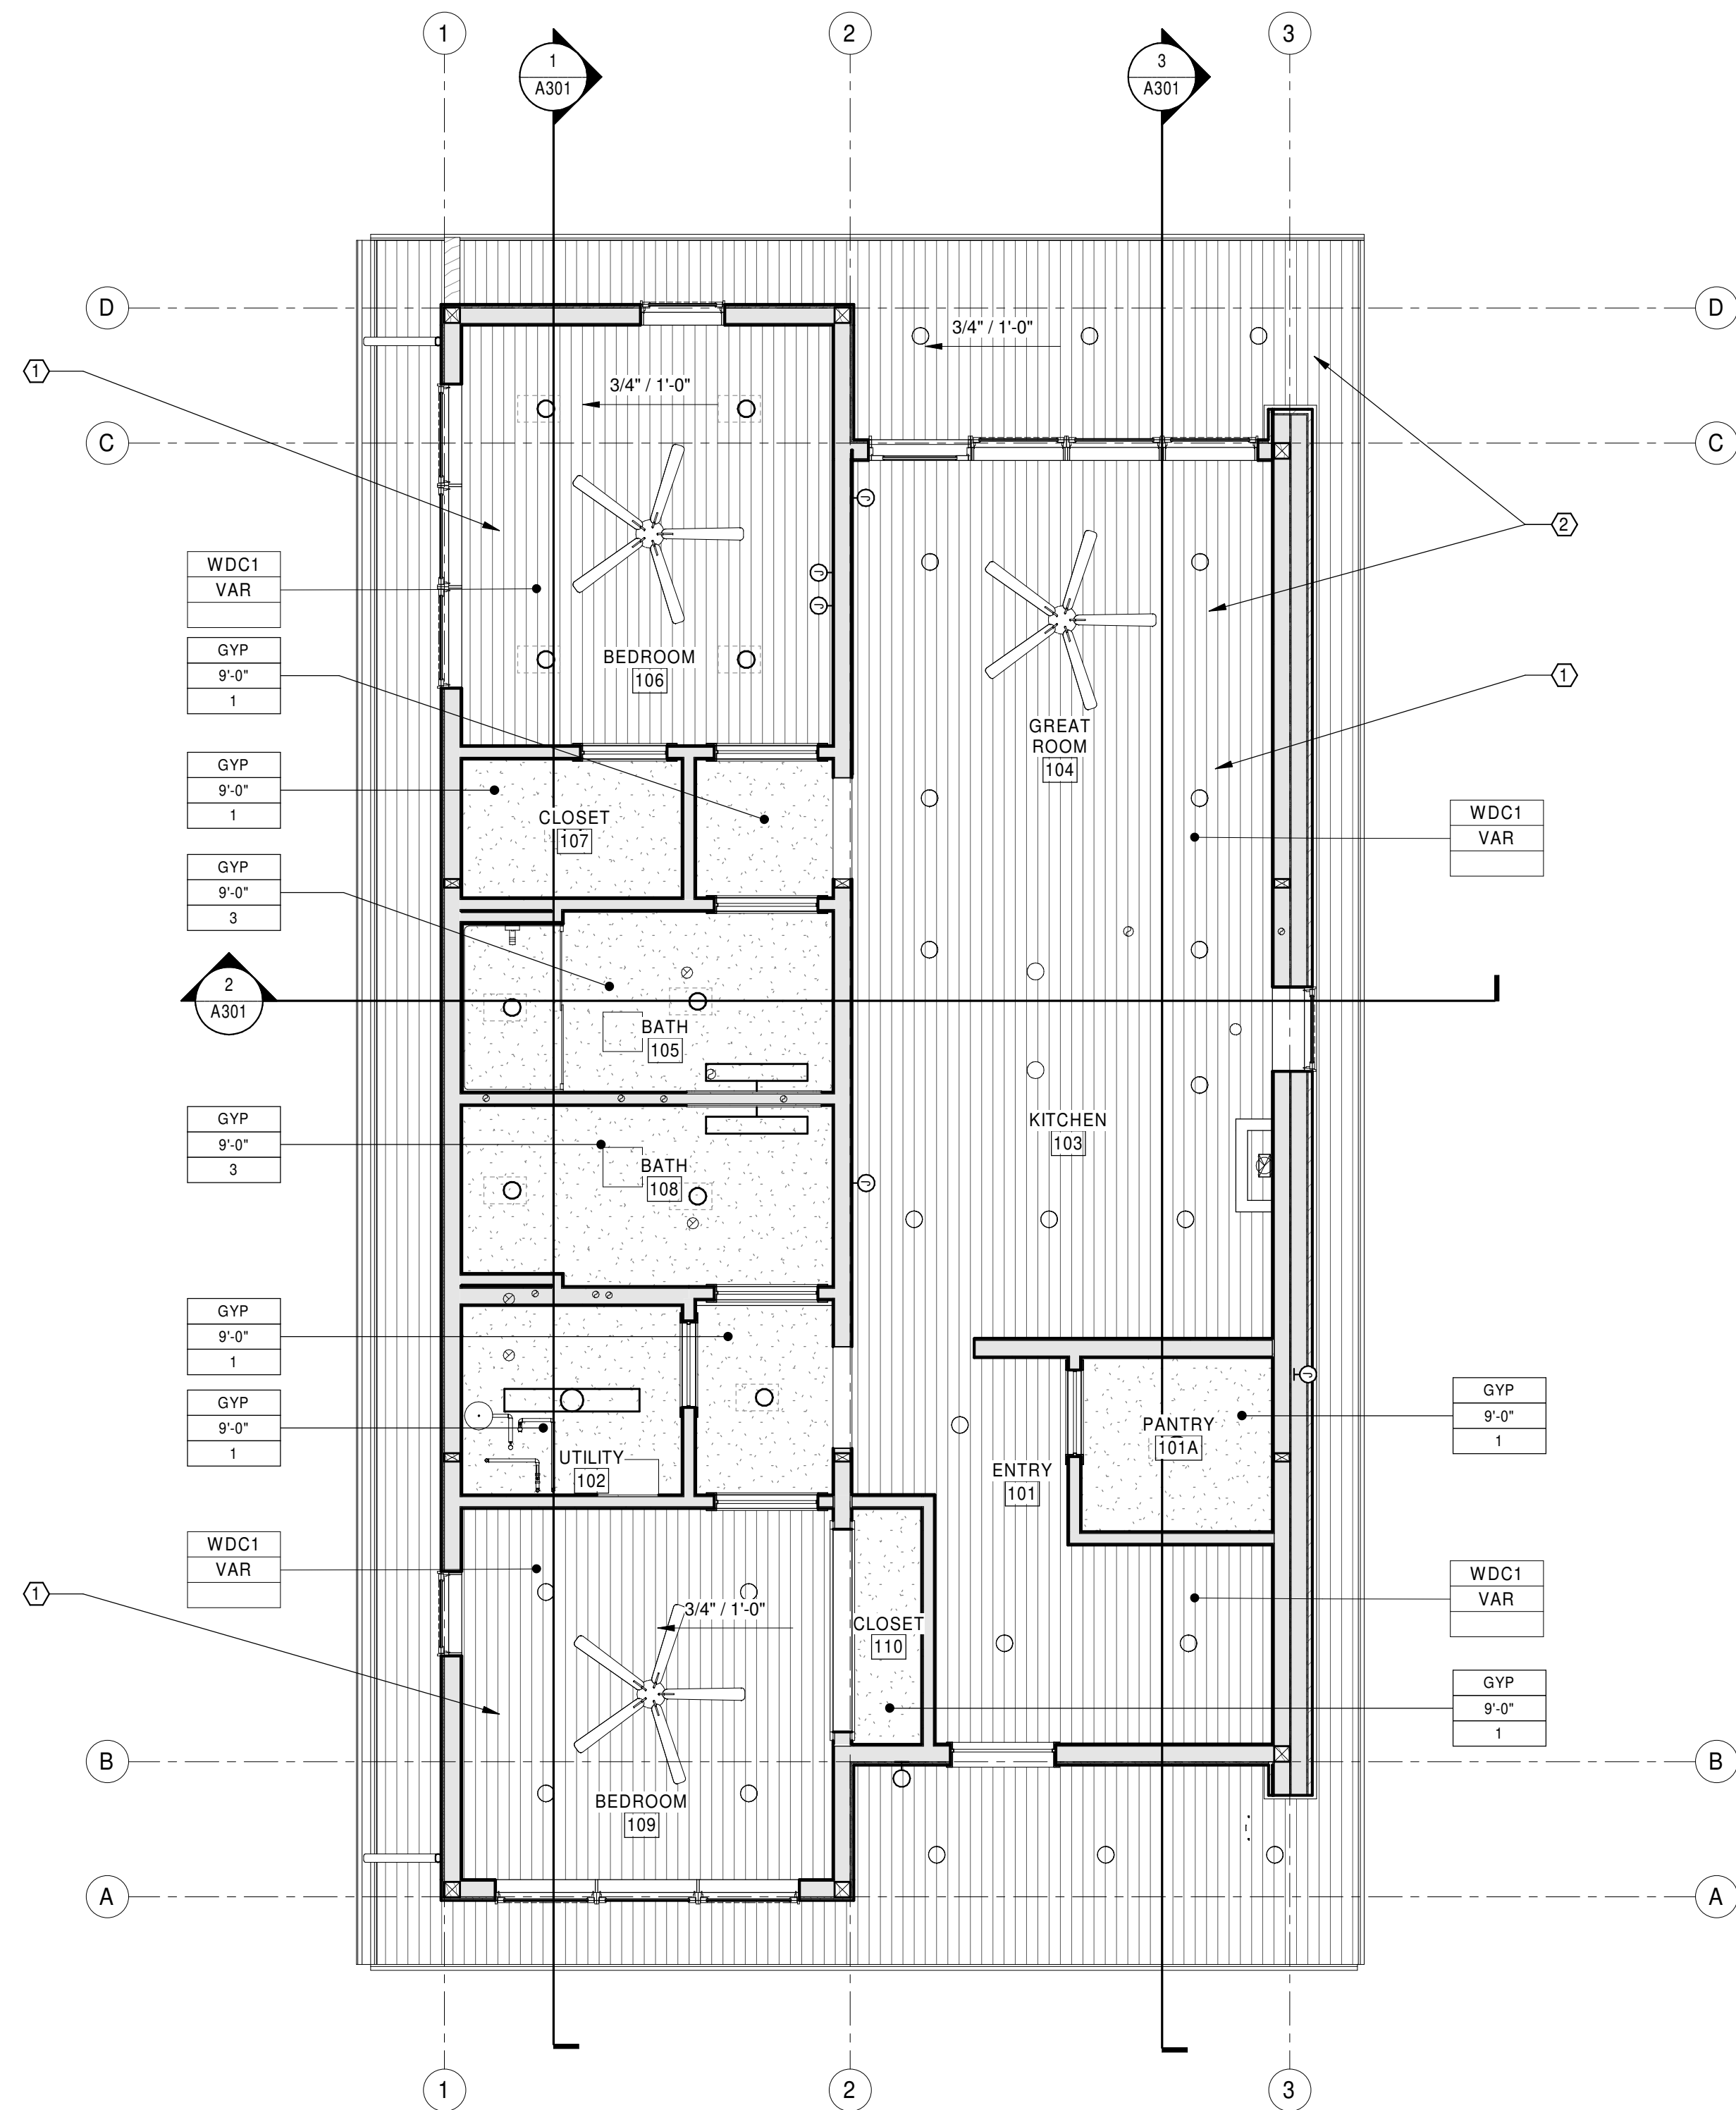 1
2
3
1
A301
3
A301
D
D
3/4" / 1'-0"
1
3/4" / 1'-0"
C
C
J
2
WDC1
VAR
J
J
GYP
9'-0"
1
BEDROOM
106
1
GREAT
ROOM
104
GYP
9'-0"
1
CLOSET
107
WDC1
VAR
GYP
9'-0"
3
2
A301
BATH
105
GYP
9'-0"
3
KITCHEN
103
BATH
108
J
GYP
9'-0"
1
J
GYP
9'-0"
1
GYP
9'-0"
1
PANTRY
101A
UTILITY
102
ENTRY
101
WDC1
VAR
WDC1
VAR
1
3/4" / 1'-0"
CLOSET
110
GYP
9'-0"
1
B
B
BEDROOM
109
A
A
1
2
3